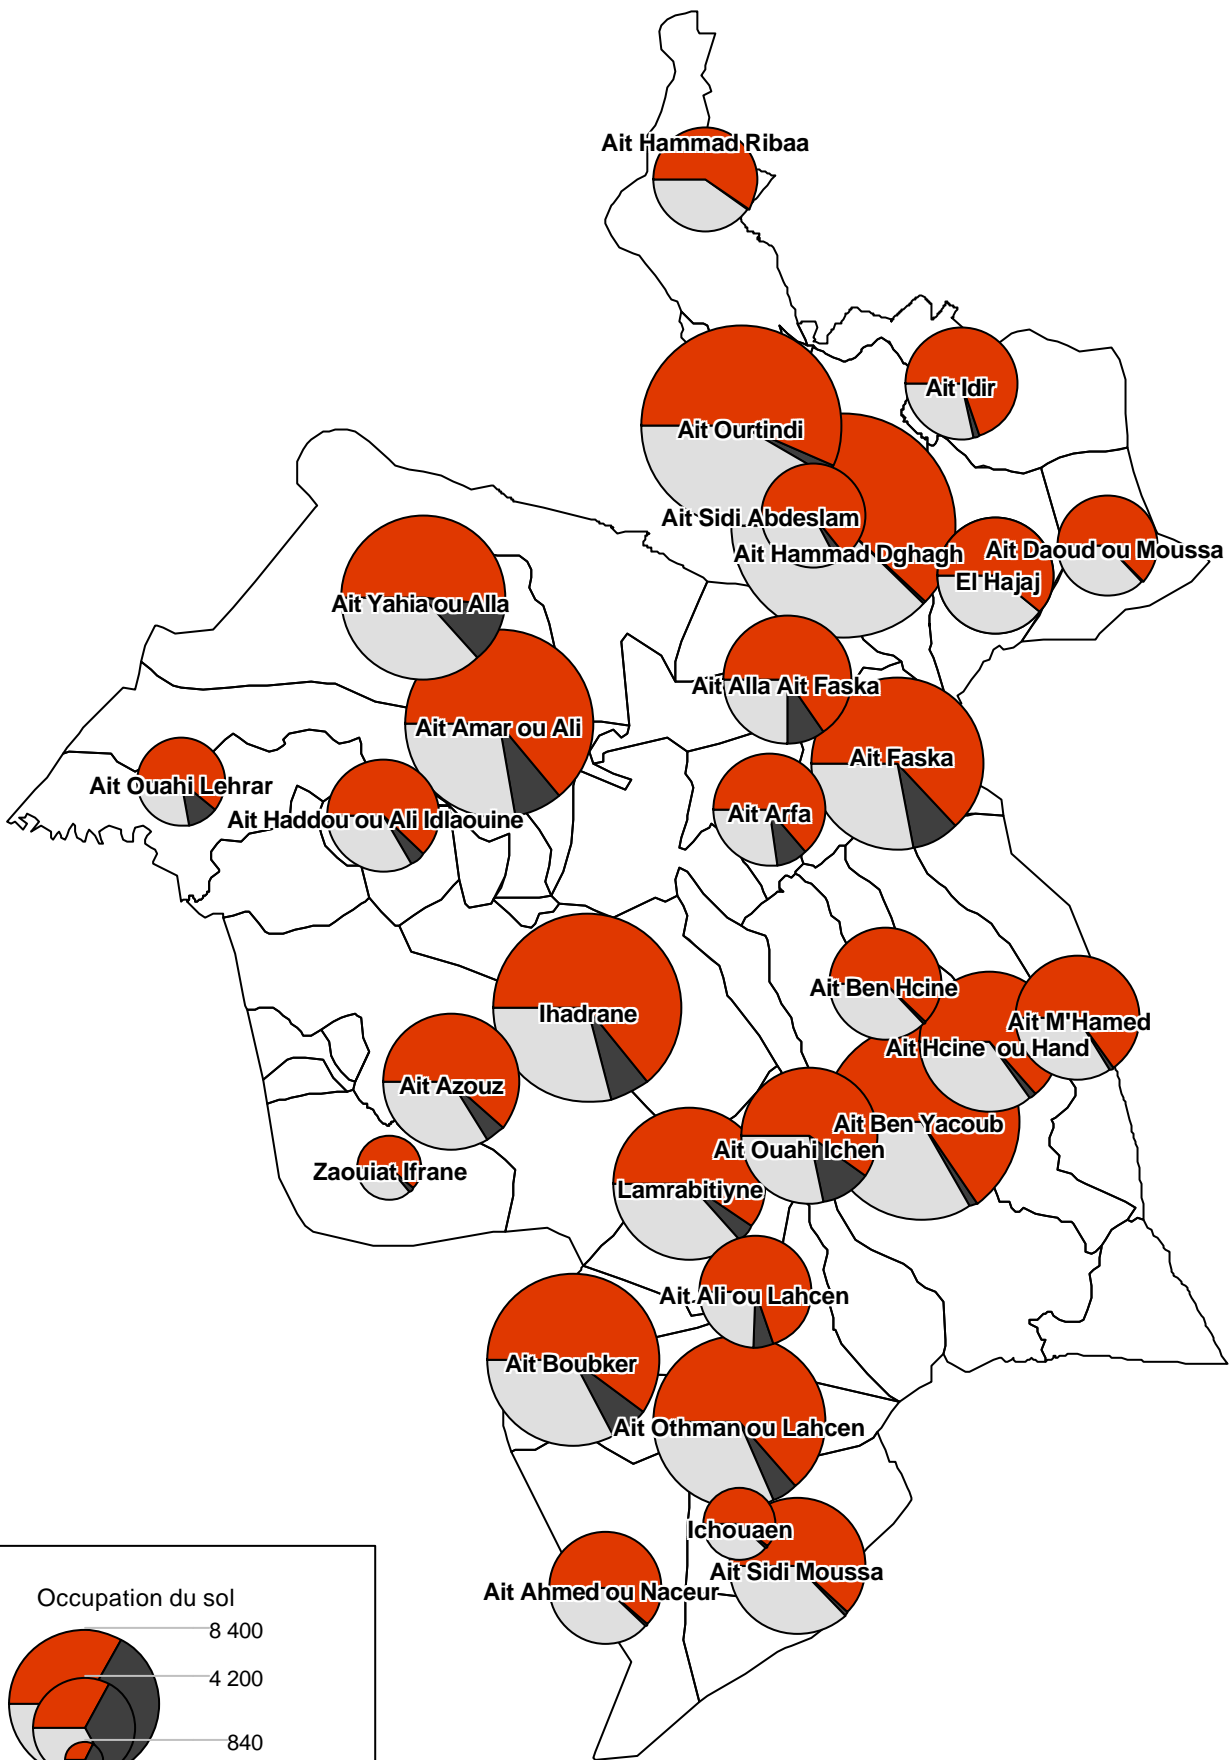 Ait Hammad Ribaa
Ait Idir
Ait Ourtindi
Ait Sidi Abdeslam
Ait Hammad Dghagh
Ait Daoud ou Moussa
El Hajaj
Ait Yahia ou Alla
Ait Alla Ait Faska
Ait Amar ou Ali
Ait Faska
Ait Ouahi Lehrar
Ait Haddou ou Ali Idlaouine
Ait Arfa
Ait Ben Hcine
Ihadrane
Ait M'Hamed
Ait Hcine ou Hand
Ait Azouz
Ait Ben Yacoub
Ait Ouahi Ichen
Zaouiat Ifrane
Lamrabitiyne
Ait Ali ou Lahcen
Ait Boubker
Ait Othman ou Lahcen
Ichouaen
Ait Sidi Moussa
Ait Ahmed ou Naceur
Occupation du sol
8 400
4 200
840